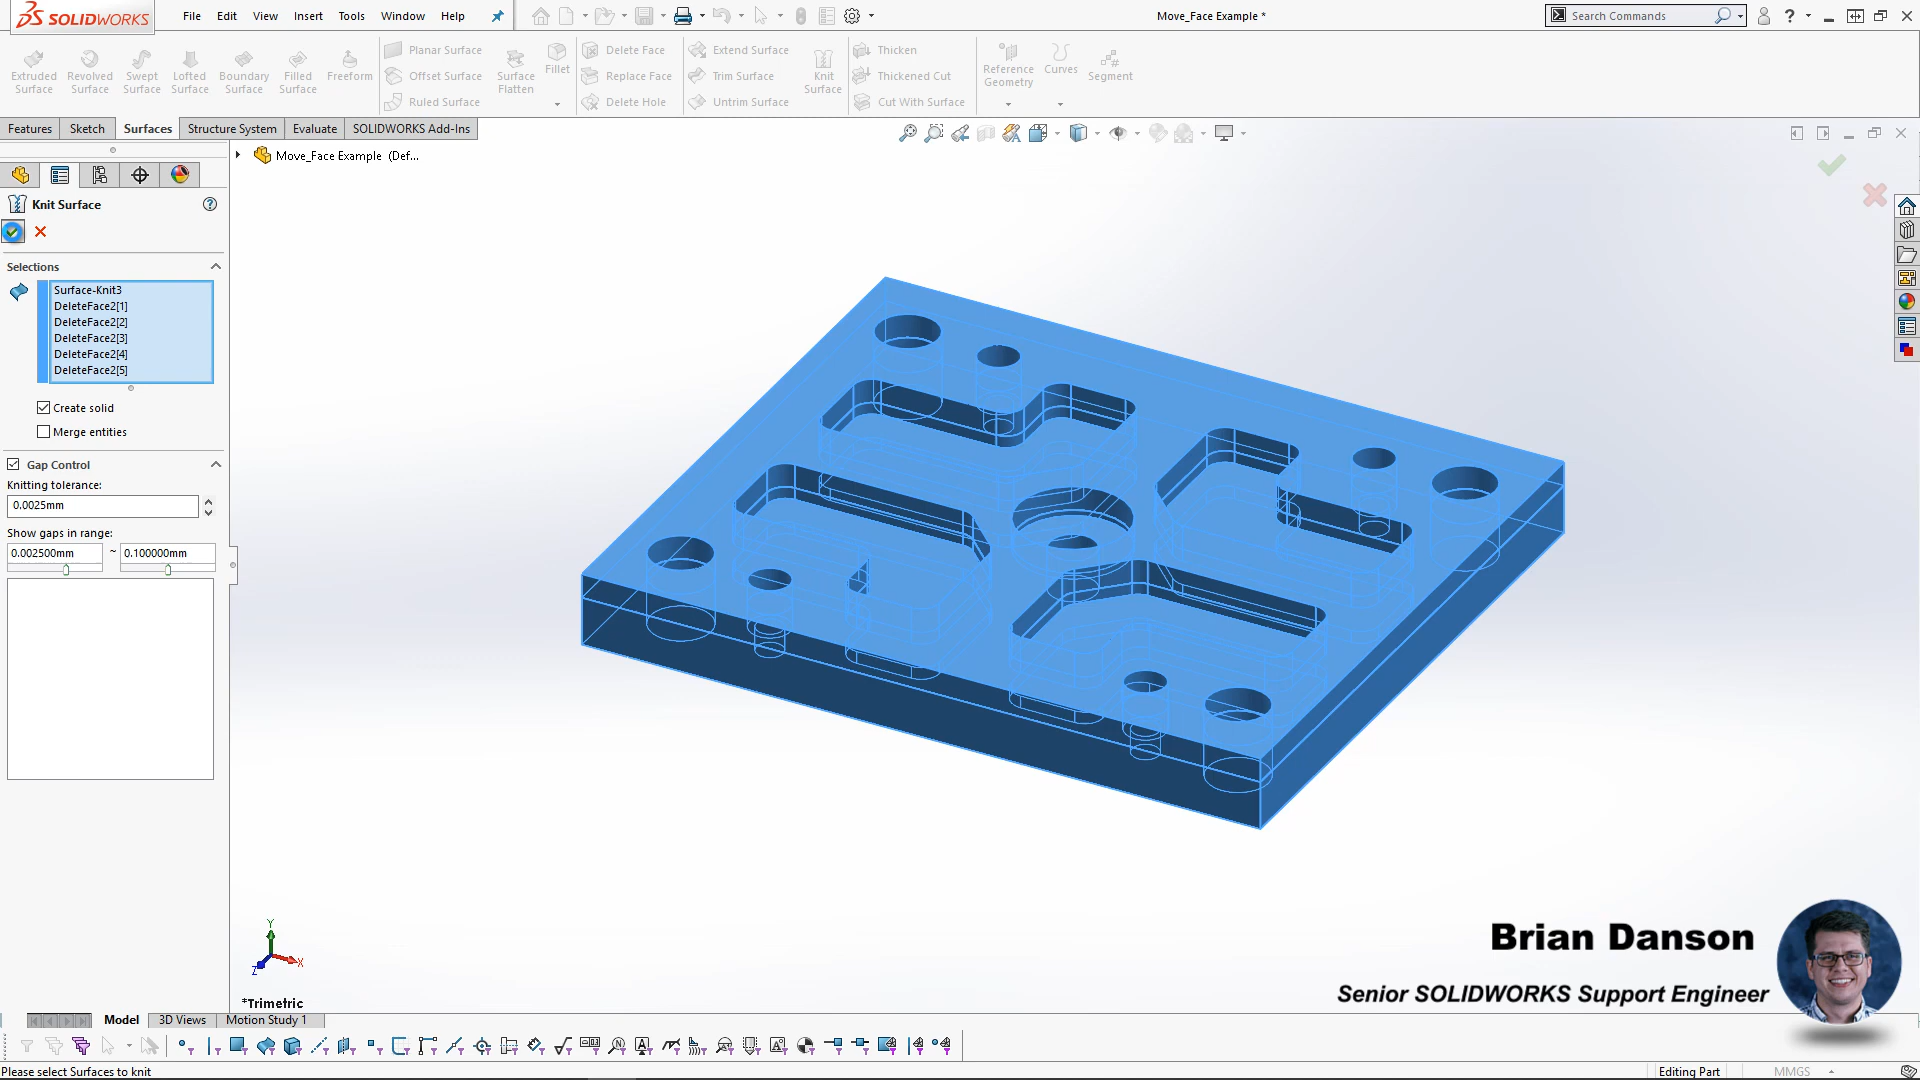 SOLIDWORKS
File Edit View Insert Tools Window Help
Move_Face Example *
Search Commands
Extruded Surface
Revolved Surface
Swept Surface
Lofted Surface
Boundary Surface
Filled Surface
Freeform
Planar Surface
Offset Surface
Ruled Surface
Surface Flatten
Fillet
Delete Face
Replace Face
Delete Hole
Extend Surface
Trim Surface
Untrim Surface
Knit Surface
Thicken
Thickened Cut
Cut With Surface
Reference Geometry
Curves
Segment
Features Sketch Surfaces Structure System Evaluate SOLIDWORKS Add-Ins
Move_Face Example (Def...
Knit Surface
Selections
Surface-Knit3
DeleteFace2[1]
DeleteFace2[2]
DeleteFace2[3]
DeleteFace2[4]
DeleteFace2[5]
Create solid
Merge entities
Gap Control
Knitting tolerance:
0.0025mm
Show gaps in range:
0.002500mm ~ 0.100000mm
Y
X
Z
*Trimetric
Brian Danson
Senior SOLIDWORKS Support Engineer
Model 3D Views Motion Study 1
Please select Surfaces to knit
Editing Part
MMGS